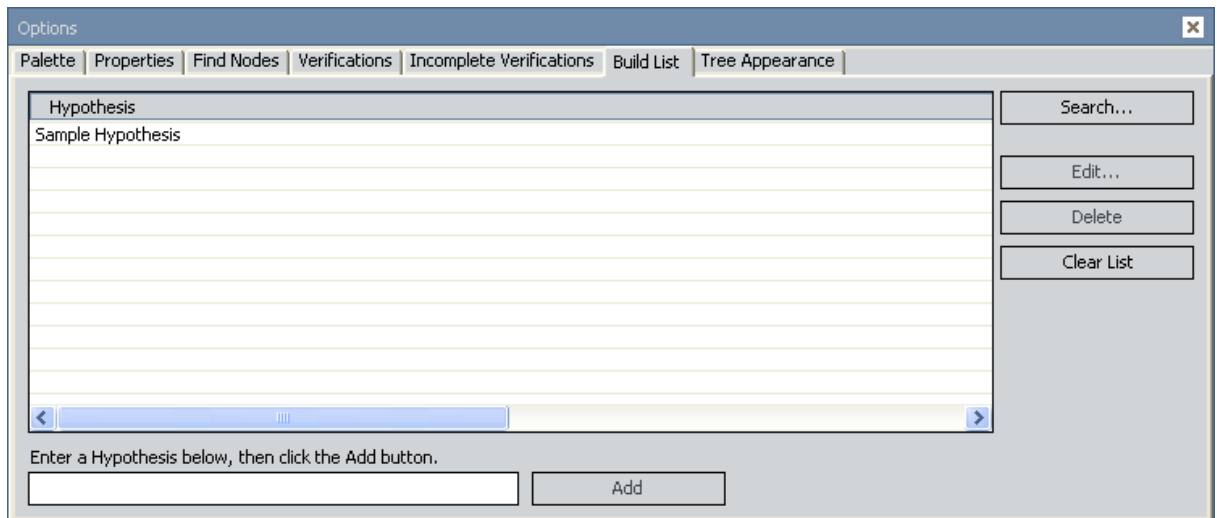 Options
Palette Properties Find Nodes Verifications Incomplete Verifications Build List Tree Appearance
Hypothesis
Search...
Sample Hypothesis
Edit...
Delete
Clear List
Enter a Hypothesis below, then click the Add button.
Add